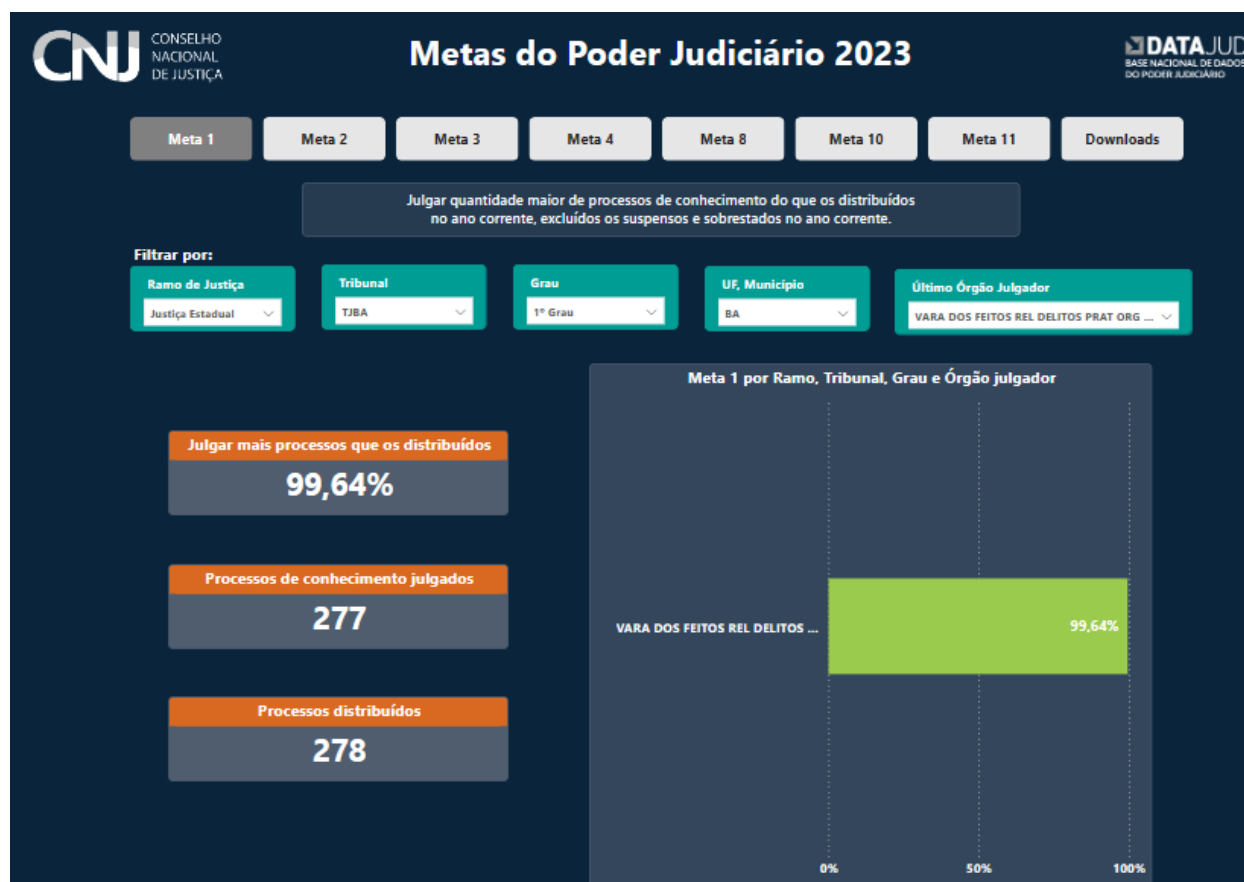 CNJ
CONSELHO
NACIONAL
DE JUSTIÇA
Metas do Poder Judiciário 2023
DATAJUD
BASE NACIONAL DE DADOS
DO PODER JUDICIÁRIO
Meta 1
Meta 2
Meta 3
Meta 4
Meta 8
Meta 10
Meta 11
Downloads
Julgar quantidade maior de processos de conhecimento do que os distribuídos
no ano corrente, excluídos os suspensos e sobrestados no ano corrente.
Filtrar por:
Ramo de Justiça
Justiça Estadual
Tribunal
TJBA
Grau
1º Grau
UF, Município
BA
Último Órgão Julgador
VARA DOS FEITOS REL DELITOS PRAT ORG ...
Julgar mais processos que os distribuídos
99,64%
Processos de conhecimento julgados
277
Processos distribuídos
278
Meta 1 por Ramo, Tribunal, Grau e Órgão julgador
VARA DOS FEITOS REL DELITOS ...
99,64%
0%
50%
100%